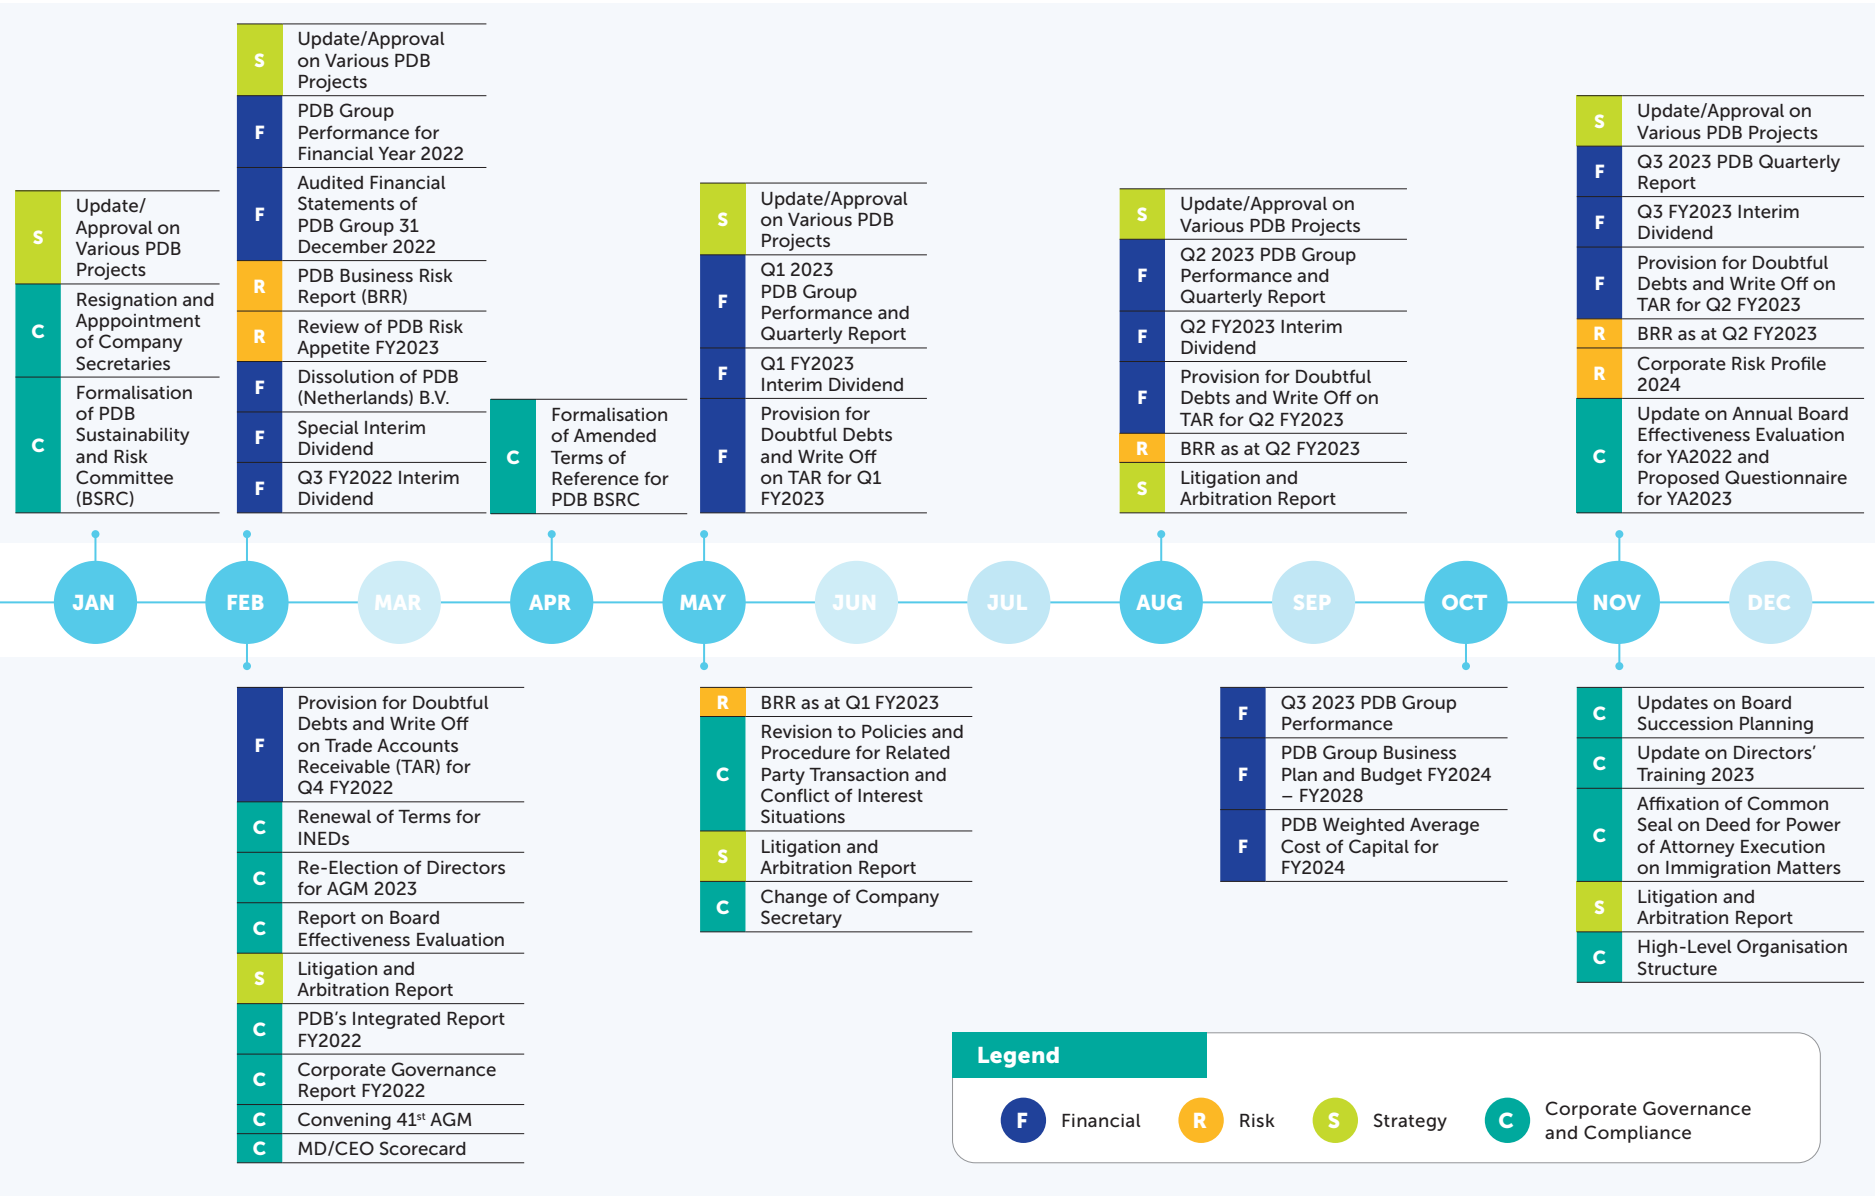 S
Update/
Approval on
Various PDB
Projects
C
Resignation and
Apppointment
of Company
Secretaries
C
Formalisation
of PDB
Sustainability
and Risk
Committee
(BSRC)
S
Update/Approval
on Various PDB
Projects
F
PDB Group
Performance for
Financial Year 2022
F
Audited Financial
Statements of
PDB Group 31
December 2022
R
PDB Business Risk
Report (BRR)
R
Review of PDB Risk
Appetite FY2023
F
Dissolution of PDB
(Netherlands) B.V.
F
Special Interim
Dividend
F
Q3 FY2022 Interim
Dividend
C
Formalisation
of Amended
Terms of
Reference for
PDB BSRC
S
Update/Approval
on Various PDB
Projects
F
Q1 2023
PDB Group
Performance and
Quarterly Report
F
Q1 FY2023
Interim Dividend
F
Provision for
Doubtful Debts
and Write Off
on TAR for Q1
FY2023
S
Update/Approval on
Various PDB Projects
F
Q2 2023 PDB Group
Performance and
Quarterly Report
F
Q2 FY2023 Interim
Dividend
F
Provision for Doubtful
Debts and Write Off on
TAR for Q2 FY2023
R
BRR as at Q2 FY2023
S
Litigation and
Arbitration Report
S
Update/Approval on
Various PDB Projects
F
Q3 2023 PDB Quarterly
Report
F
Q3 FY2023 Interim
Dividend
F
Provision for Doubtful
Debts and Write Off on
TAR for Q2 FY2023
R
BRR as at Q2 FY2023
R
Corporate Risk Profile
2024
C
Update on Annual Board
Effectiveness Evaluation
for YA2022 and
Proposed Questionnaire
for YA2023
JAN
FEB
MAR
APR
MAY
JUN
JUL
AUG
SEP
OCT
NOV
DEC
F
Provision for Doubtful
Debts and Write Off
on Trade Accounts
Receivable (TAR) for
Q4 FY2022
C
Renewal of Terms for
INEDs
C
Re-Election of Directors
for AGM 2023
C
Report on Board
Effectiveness Evaluation
S
Litigation and
Arbitration Report
C
PDB's Integrated Report
FY2022
C
Corporate Governance
Report FY2022
C
Convening 41st AGM
C
MD/CEO Scorecard
R
BRR as at Q1 FY2023
C
Revision to Policies and
Procedure for Related
Party Transaction and
Conflict of Interest
Situations
S
Litigation and
Arbitration Report
C
Change of Company
Secretary
F
Q3 2023 PDB Group
Performance
F
PDB Group Business
Plan and Budget FY2024
– FY2028
F
PDB Weighted Average
Cost of Capital for
FY2024
C
Updates on Board
Succession Planning
C
Update on Directors'
Training 2023
C
Affixation of Common
Seal on Deed for Power
of Attorney Execution
on Immigration Matters
S
Litigation and
Arbitration Report
C
High-Level Organisation
Structure
Legend
F
Financial
R
Risk
S
Strategy
C
Corporate Governance
and Compliance